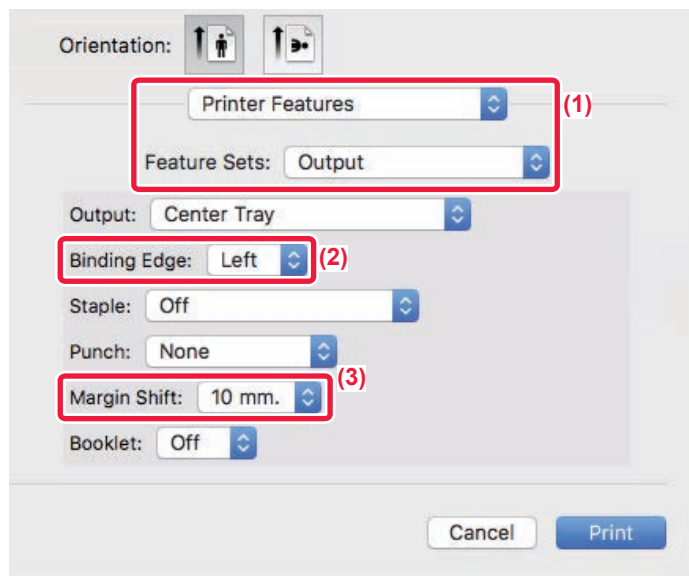 Orientation:
Printer Features (1)
Feature Sets: Output
Output: Center Tray
Binding Edge: Left (2)
Staple: Off
Punch: None
(3)
Margin Shift: 10 mm.
Booklet: Off
Cancel Print